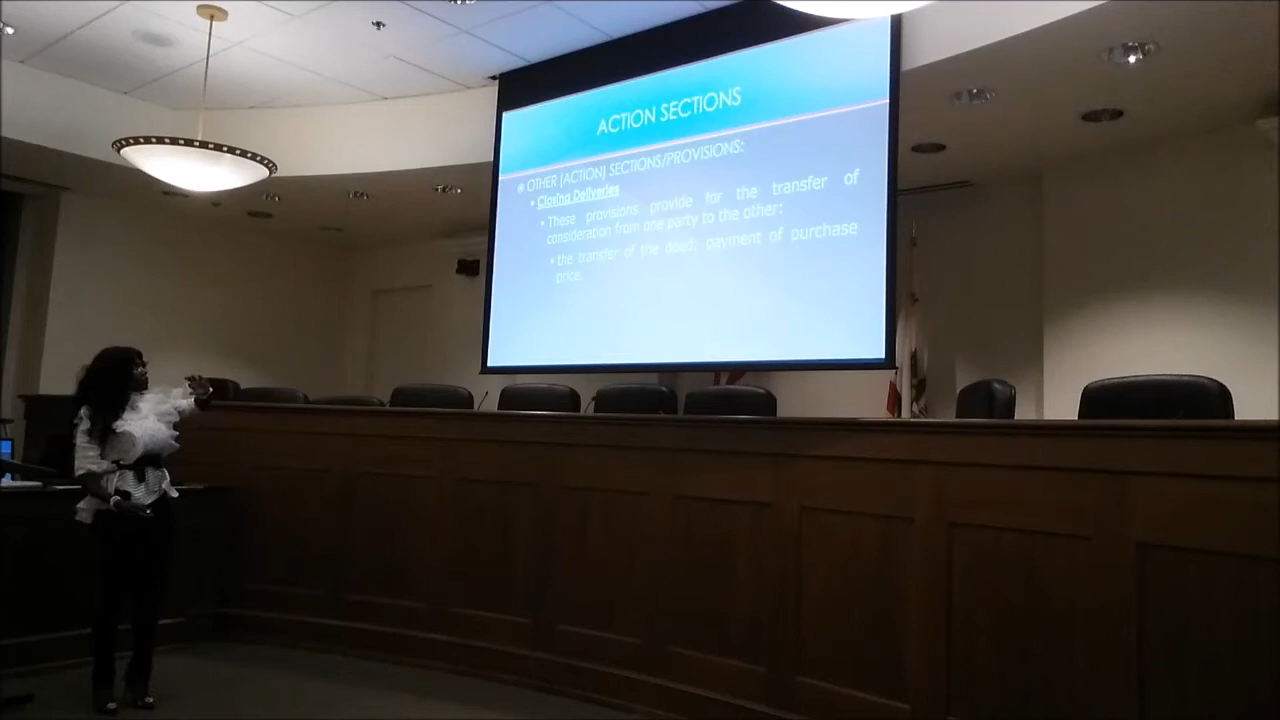 ACTION SECTIONS
OTHER (ACTION) SECTIONS/PROVISIONS:
• Closing Deliveries
• These provisions provide for the transfer of
consideration from one party to the other:
• the transfer of the deed; payment of purchase
price.